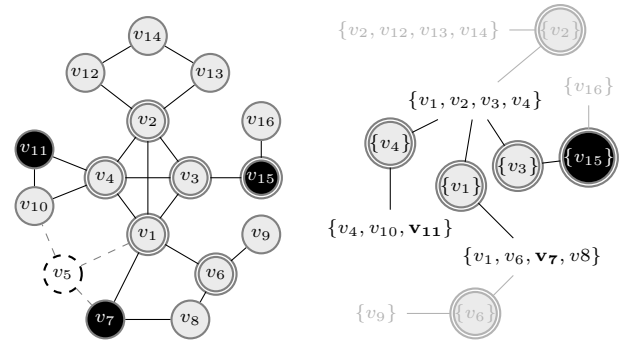 v14
v12
v13
v2
v16
v11
v4
v3
v15
v10
v1
v9
v5
v6
v7
v8
{v2, v12, v13, v14}
{v2}
{v1, v2, v3, v4}
{v16}
{v4}
{v3}
{v15}
{v1}
{v4, v10, v11}
{v1, v6, v7, v8}
{v9}
{v6}